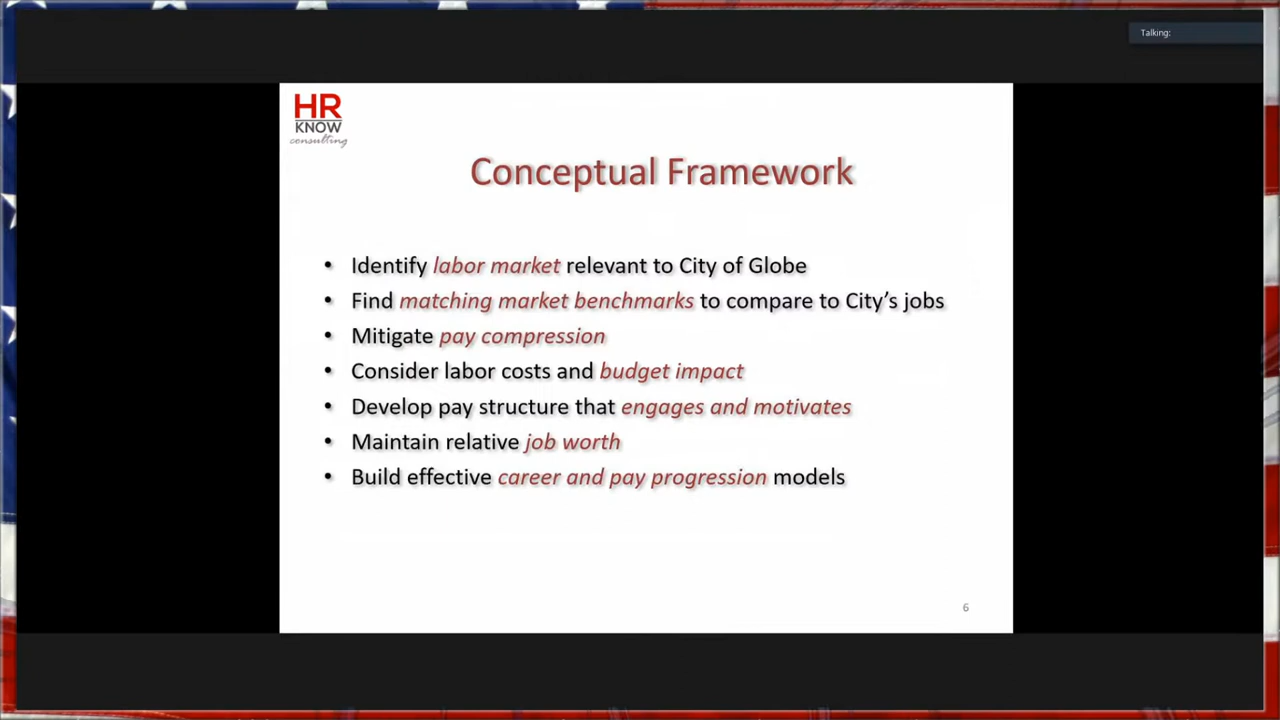 Talking:
HR
KNOW
consulting
Conceptual Framework
• Identify labor market relevant to City of Globe
• Find matching market benchmarks to compare to City’s jobs
• Mitigate pay compression
• Consider labor costs and budget impact
• Develop pay structure that engages and motivates
• Maintain relative job worth
• Build effective career and pay progression models
6